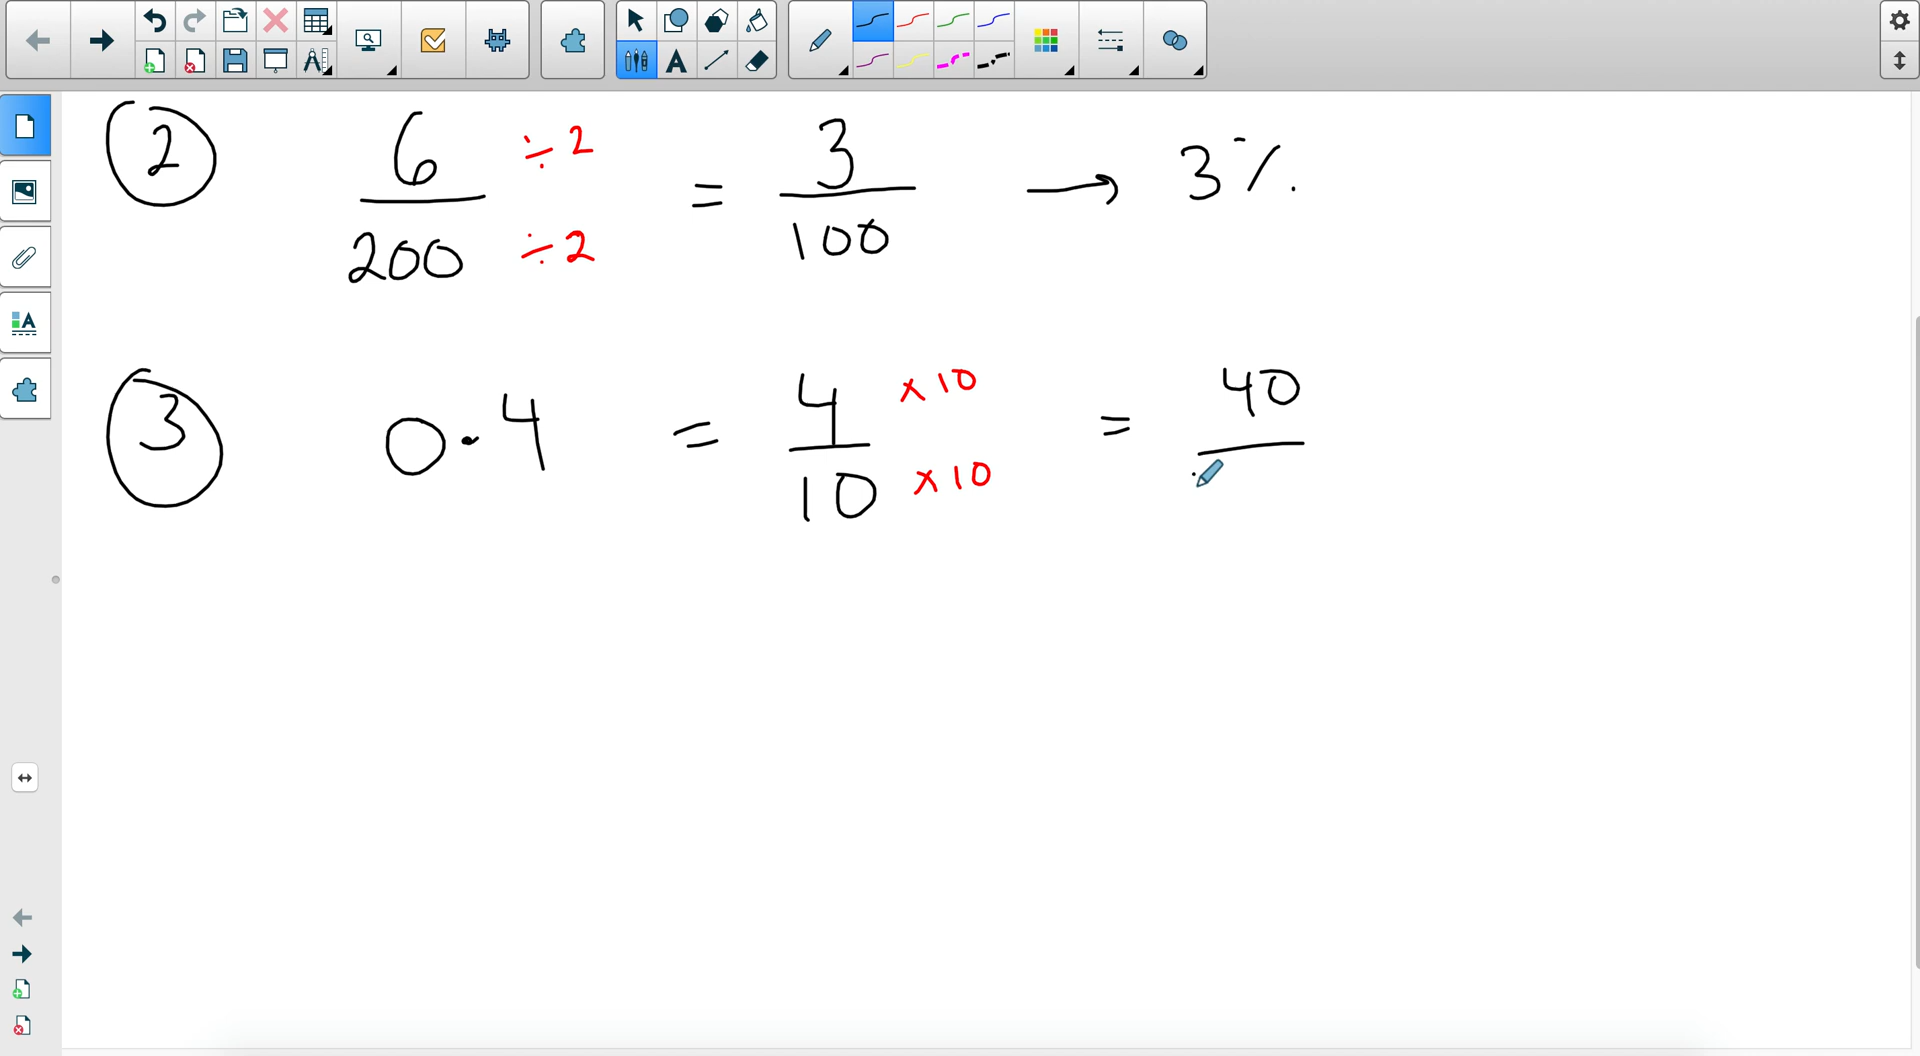 2 6/200 ÷2 ÷2 = 3/100 → 3%
3 0.4 = 4/10 ×10 ×10 = 40/